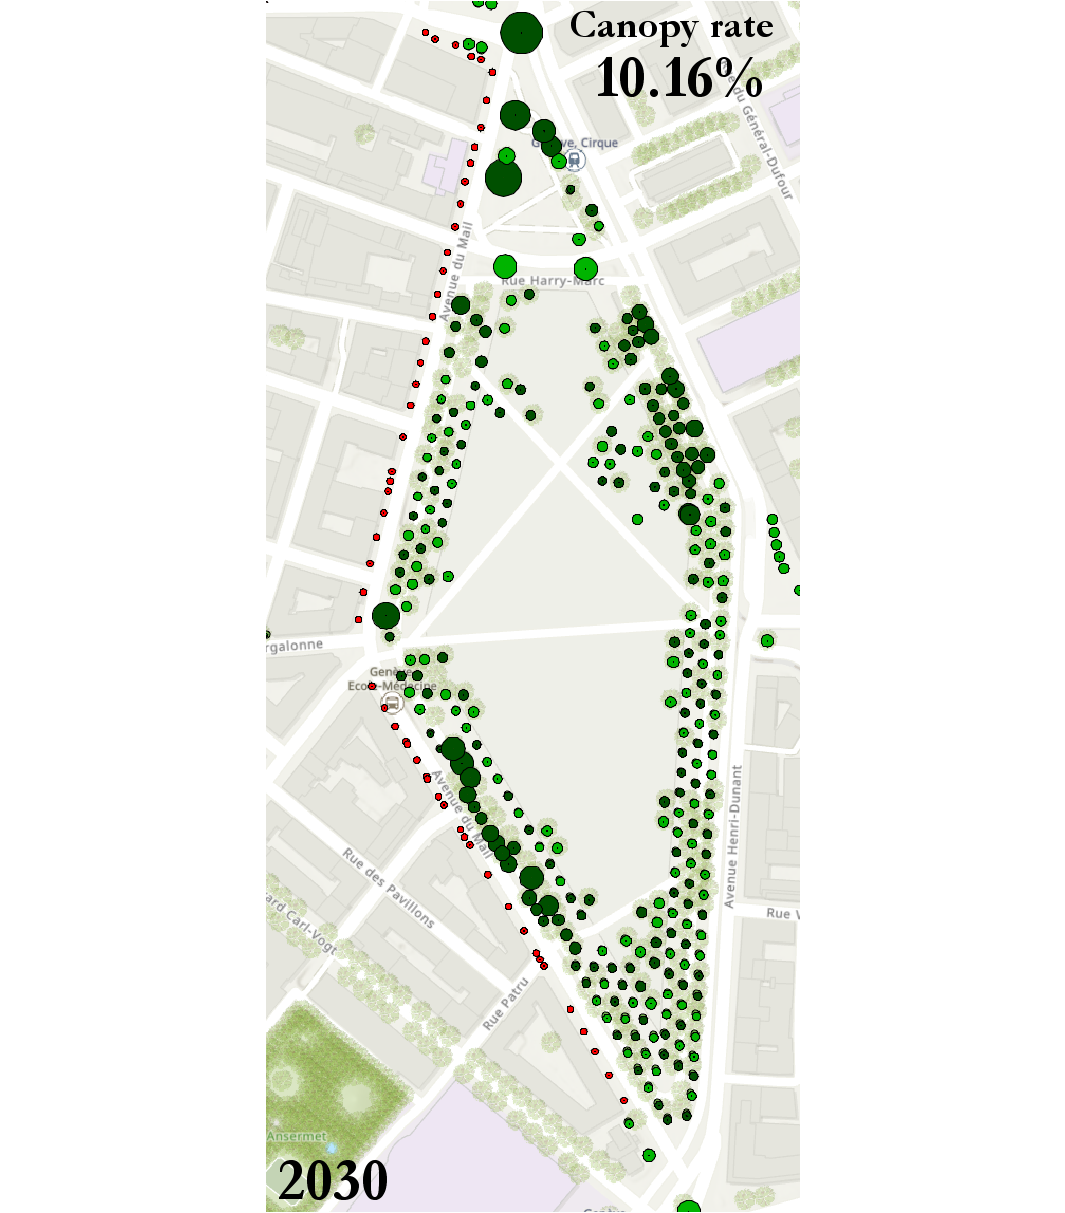 Canopy rate
10.16%
du Général-Dufour
Cirque
Avenue du Mail
Rue Harry-Marc
rgalonne
Genève
Ecole-Médecine
Avenue du Mail
Avenue Henri-Dunant
Rue des Pavillons
ard Carl-Vogt
Rue
Rue Patru
Ansermet
2030